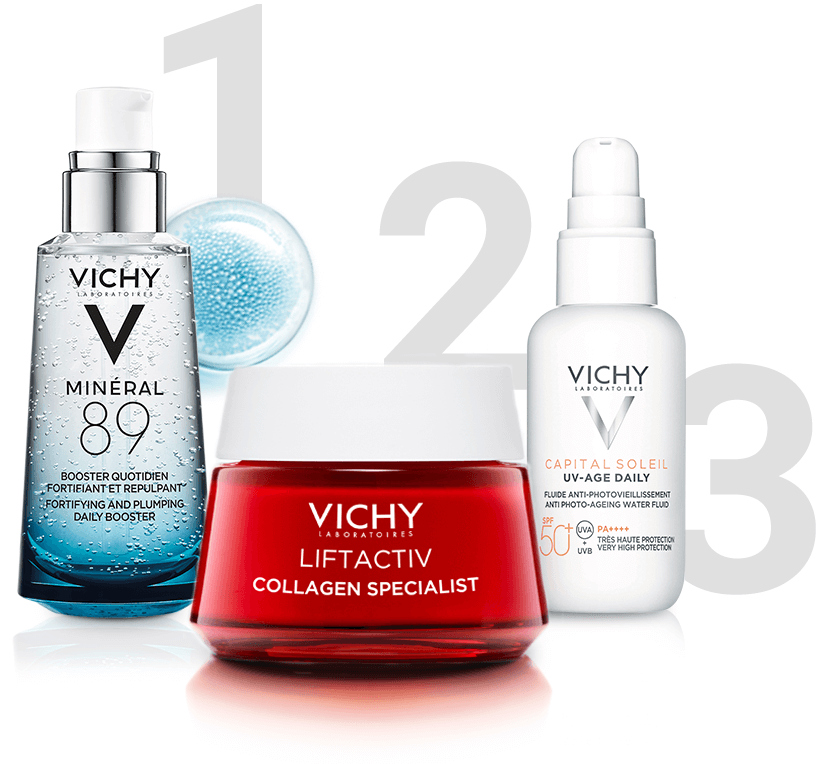 1
VICHY
LABORATOIRES
V
MINÉRAL
89
BOOSTER QUOTIDIEN
FORTIFIANT ET REPULPANT
FORTIFYING AND PLUMPING
DAILY BOOSTER
2
VICHY
LABORATOIRES
LIFTACTIV
COLLAGEN SPECIALIST
3
VICHY
LABORATOIRES
V
CAPITAL SOLEIL
UV-AGE DAILY
FLUIDE ANTI-PHOTOVIEILLISSEMENT
ANTI PHOTO-AGEING WATER FLUID
SPF 50+ UVA + UVB PA++++
TRÈS HAUTE PROTECTION
VERY HIGH PROTECTION